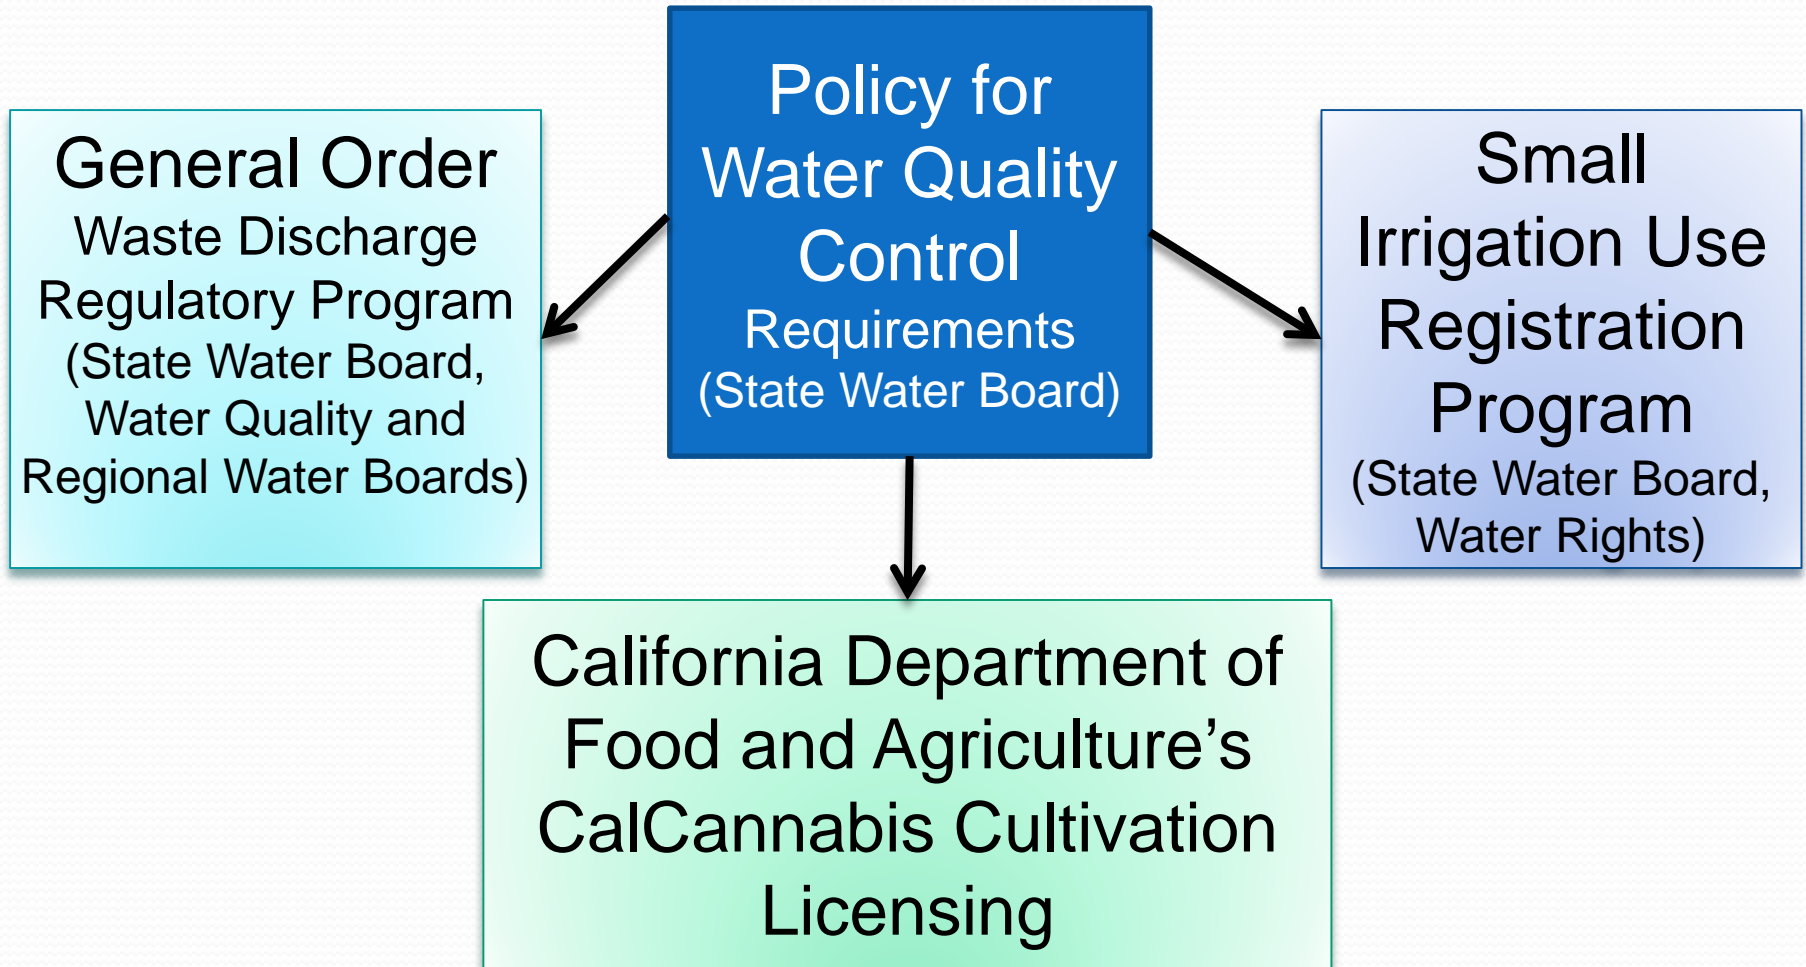 Policy for
Water Quality
Control
Requirements
(State Water Board)
General Order
Waste Discharge
Regulatory Program
(State Water Board,
Water Quality and
Regional Water Boards)
Small
Irrigation Use
Registration
Program
(State Water Board,
Water Rights)
California Department of
Food and Agriculture’s
CalCannabis Cultivation
Licensing